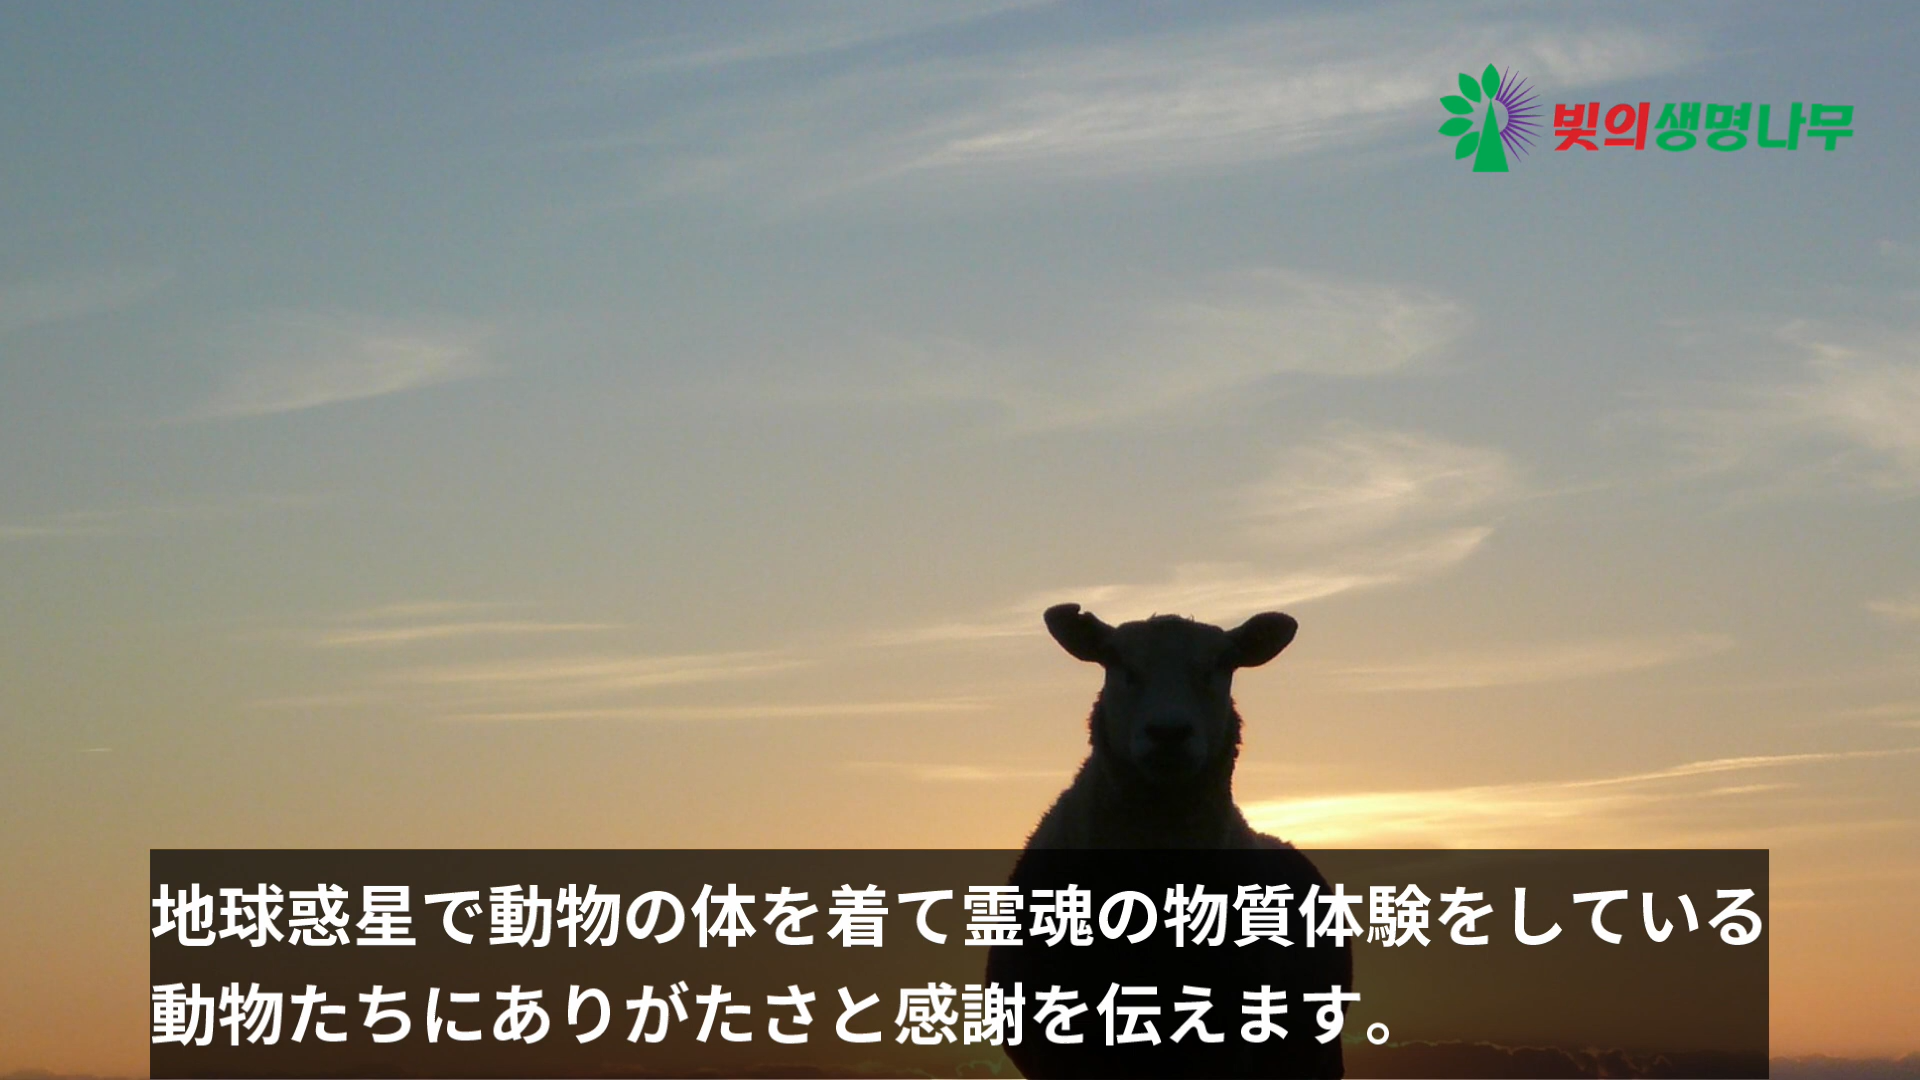 빛의생명나무
地球惑星で動物の体を着て霊魂の物質体験をしている
動物たちにありがたさと感謝を伝えます。